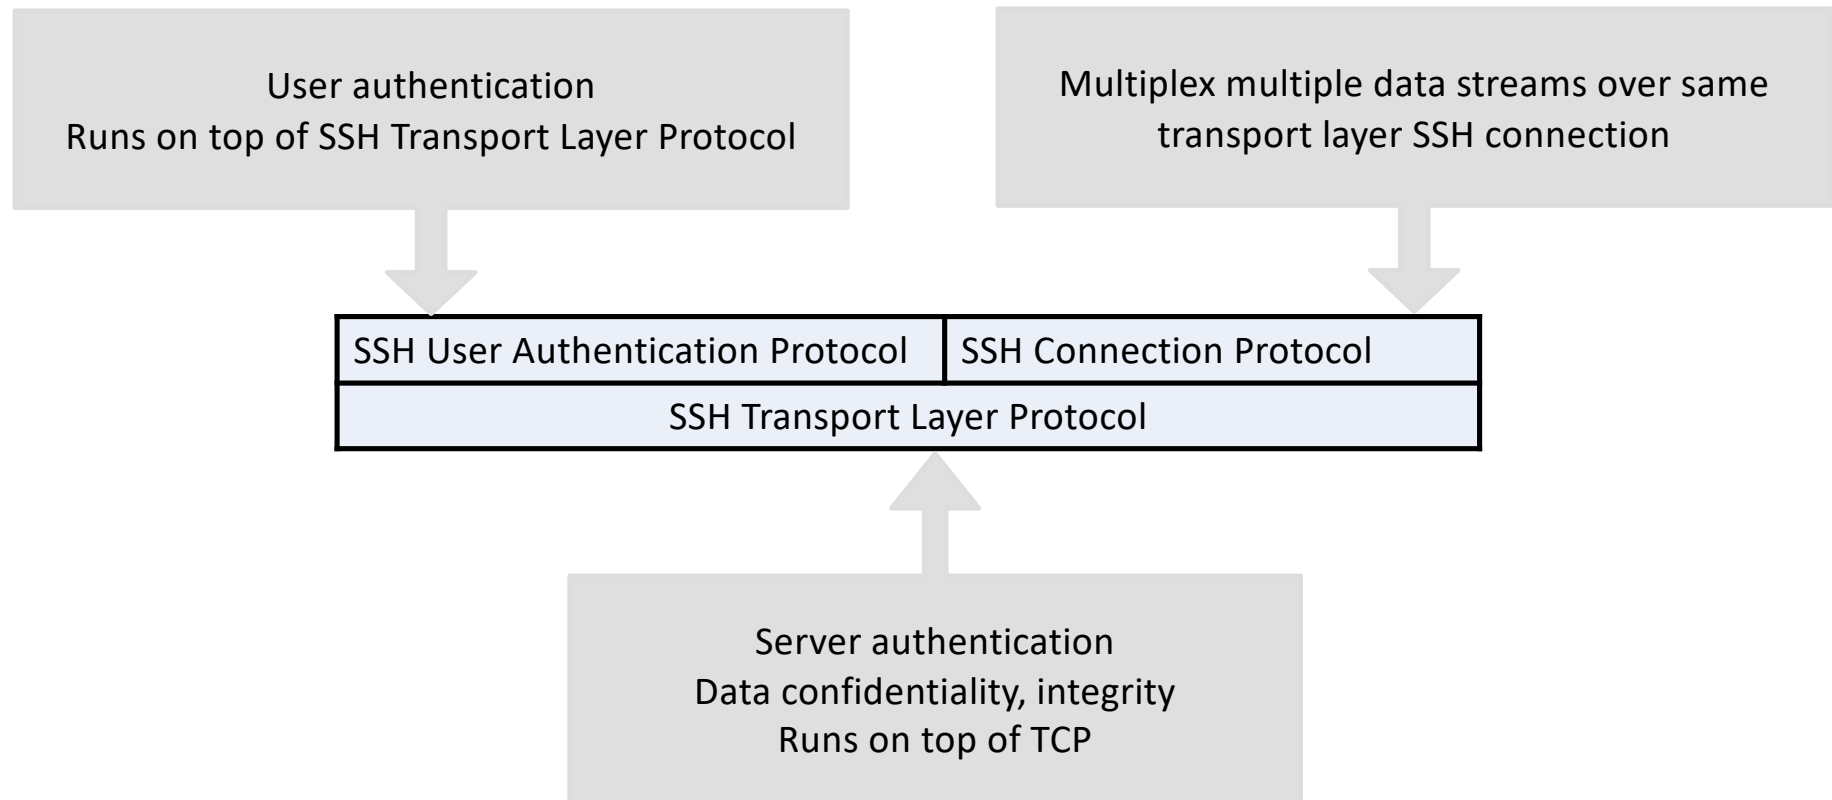 User authentication
Runs on top of SSH Transport Layer Protocol
Multiplex multiple data streams over same
transport layer SSH connection
SSH User Authentication Protocol
SSH Connection Protocol
SSH Transport Layer Protocol
Server authentication
Data confidentiality, integrity
Runs on top of TCP